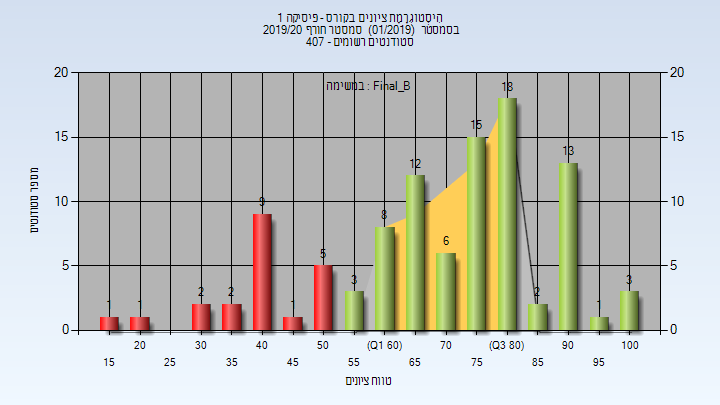 היסטוגרמת ציונים בקורס - פיסיקה 1
בסמסטר (01/2019) סמסטר חורף 2019/20
סטודנטים רשומים - 407
במשימה : Final_B
מספר סטודנטים
20 15 10 5 0
20 15 10 5 0
1 1 2 2 9 1 5 3 8 12 6 15 18 2 13 1 3
20 30 40 50 (Q1 60) 70 (Q3 80) 90 100
15 25 35 45 55 65 75 85 95
טווח ציונים